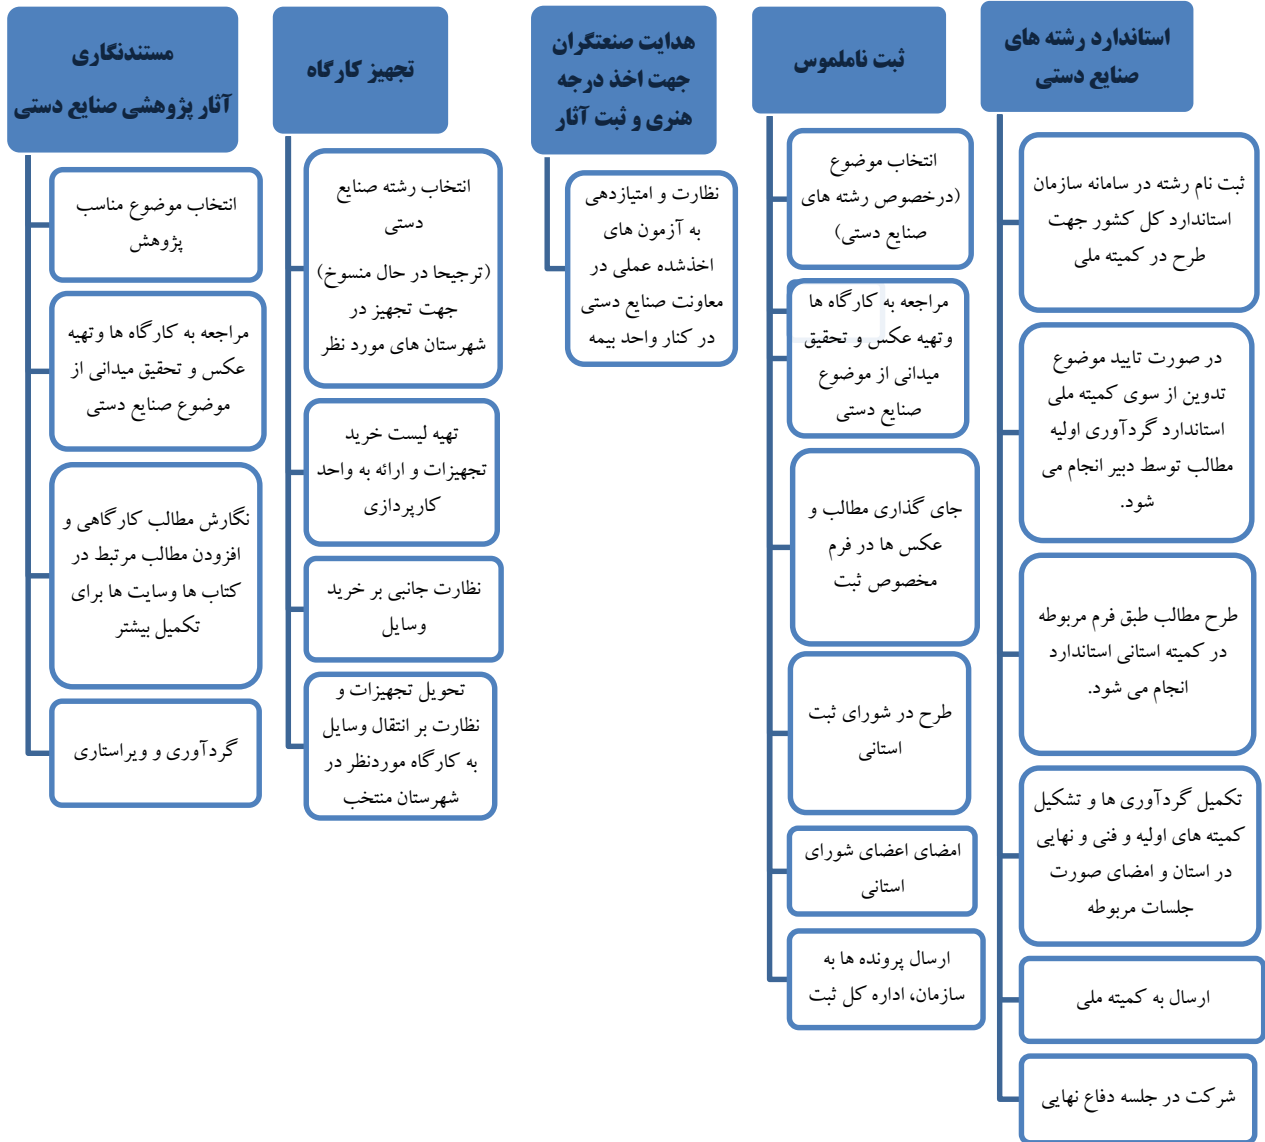 استاندارد رشته های
صنایع دستی
ثبت نام رشته در سامانه سازمان
استاندارد کل کشور جهت
طرح در کمیته ملی
در صورت تایید موضوع
تدوین از سوی کمیته ملی
استاندارد گردآوری اولیه
مطالب توسط دبیر انجام می
شود.
طرح مطالب طبق فرم مربوطه
در کمیته استانی استاندارد
انجام می شود.
تکمیل گردآوری ها و تشکیل
کمیته های اولیه و فنی و نهایی
در استان و امضای صورت
جلسات مربوطه
ارسال به کمیته ملی
شرکت در جلسه دفاع نهایی
ثبت ناملموس
انتخاب موضوع
(درخصوص رشته های
صنایع دستی)
مراجعه به کارگاه ها
وتهیه عکس و تحقیق
میدانی از موضوع
صنایع دستی
جای گذاری مطالب و
عکس ها در فرم
مخصوص ثبت
طرح در شورای ثبت
استانی
امضای اعضای شورای
استانی
ارسال پرونده ها به
سازمان، اداره کل ثبت
هدایت صنعتگران
جهت اخذ درجه
هنری و ثبت آثار
نظارت و امتیازدهی
به آزمون های
اخذشده عملی در
معاونت صنایع دستی
در کنار واحد بیمه
تجهیز کارگاه
انتخاب رشته صنایع
دستی
(ترجیحا در حال منسوخ)
جهت تجهیز در
شهرستان های مورد نظر
تهیه لیست خرید
تجهیزات و ارائه به واحد
کارپردازی
نظارت جانبی بر خرید
وسایل
تحویل تجهیزات و
نظارت بر انتقال وسایل
به کارگاه موردنظر در
شهرستان منتخب
مستندنگاری
آثار پژوهشی صنایع دستی
انتخاب موضوع مناسب
پژوهش
مراجعه به کارگاه ها وتهیه
عکس و تحقیق میدانی از
موضوع صنایع دستی
نگارش مطالب کارگاهی و
افزودن مطالب مرتبط در
کتاب ها وسایت ها برای
تکمیل بیشتر
گردآوری و ویراستاری